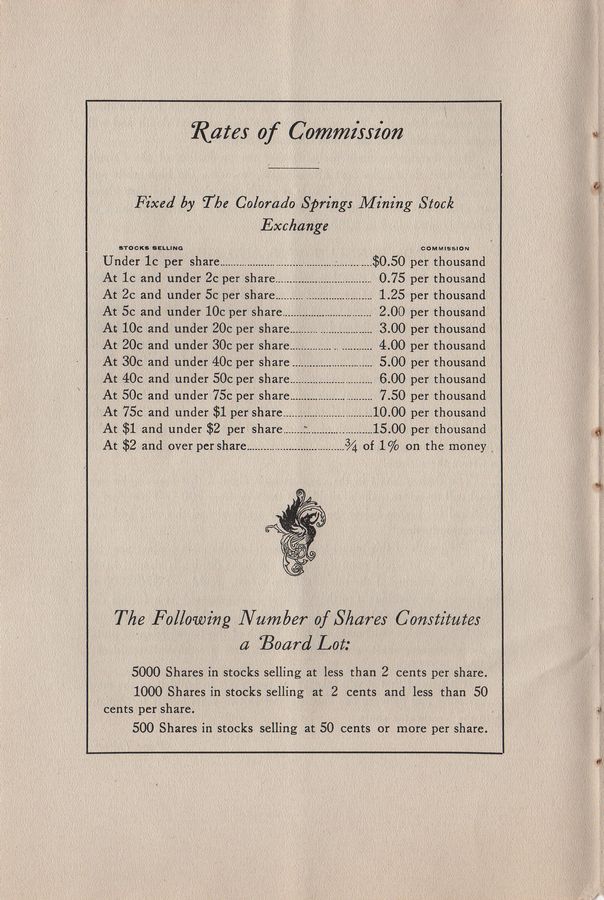 Rates of Commission
Fixed by The Colorado Springs Mining Stock
Exchange
STOCKS SELLING COMMISSION
Under 1c per share........................................$0.50 per thousand
At 1c and under 2c per share................................ 0.75 per thousand
At 2c and under 5c per share................................ 1.25 per thousand
At 5c and under 10c per share.............................. 2.00 per thousand
At 10c and under 20c per share............................ 3.00 per thousand
At 20c and under 30c per share............................ 4.00 per thousand
At 30c and under 40c per share............................ 5.00 per thousand
At 40c and under 50c per share............................ 6.00 per thousand
At 50c and under 75c per share............................ 7.50 per thousand
At 75c and under $1 per share..............................10.00 per thousand
At $1 and under $2 per share..............................15.00 per thousand
At $2 and over per share................................¾ of 1% on the money
The Following Number of Shares Constitutes
a Board Lot:
5000 Shares in stocks selling at less than 2 cents per share.
1000 Shares in stocks selling at 2 cents and less than 50
cents per share.
500 Shares in stocks selling at 50 cents or more per share.